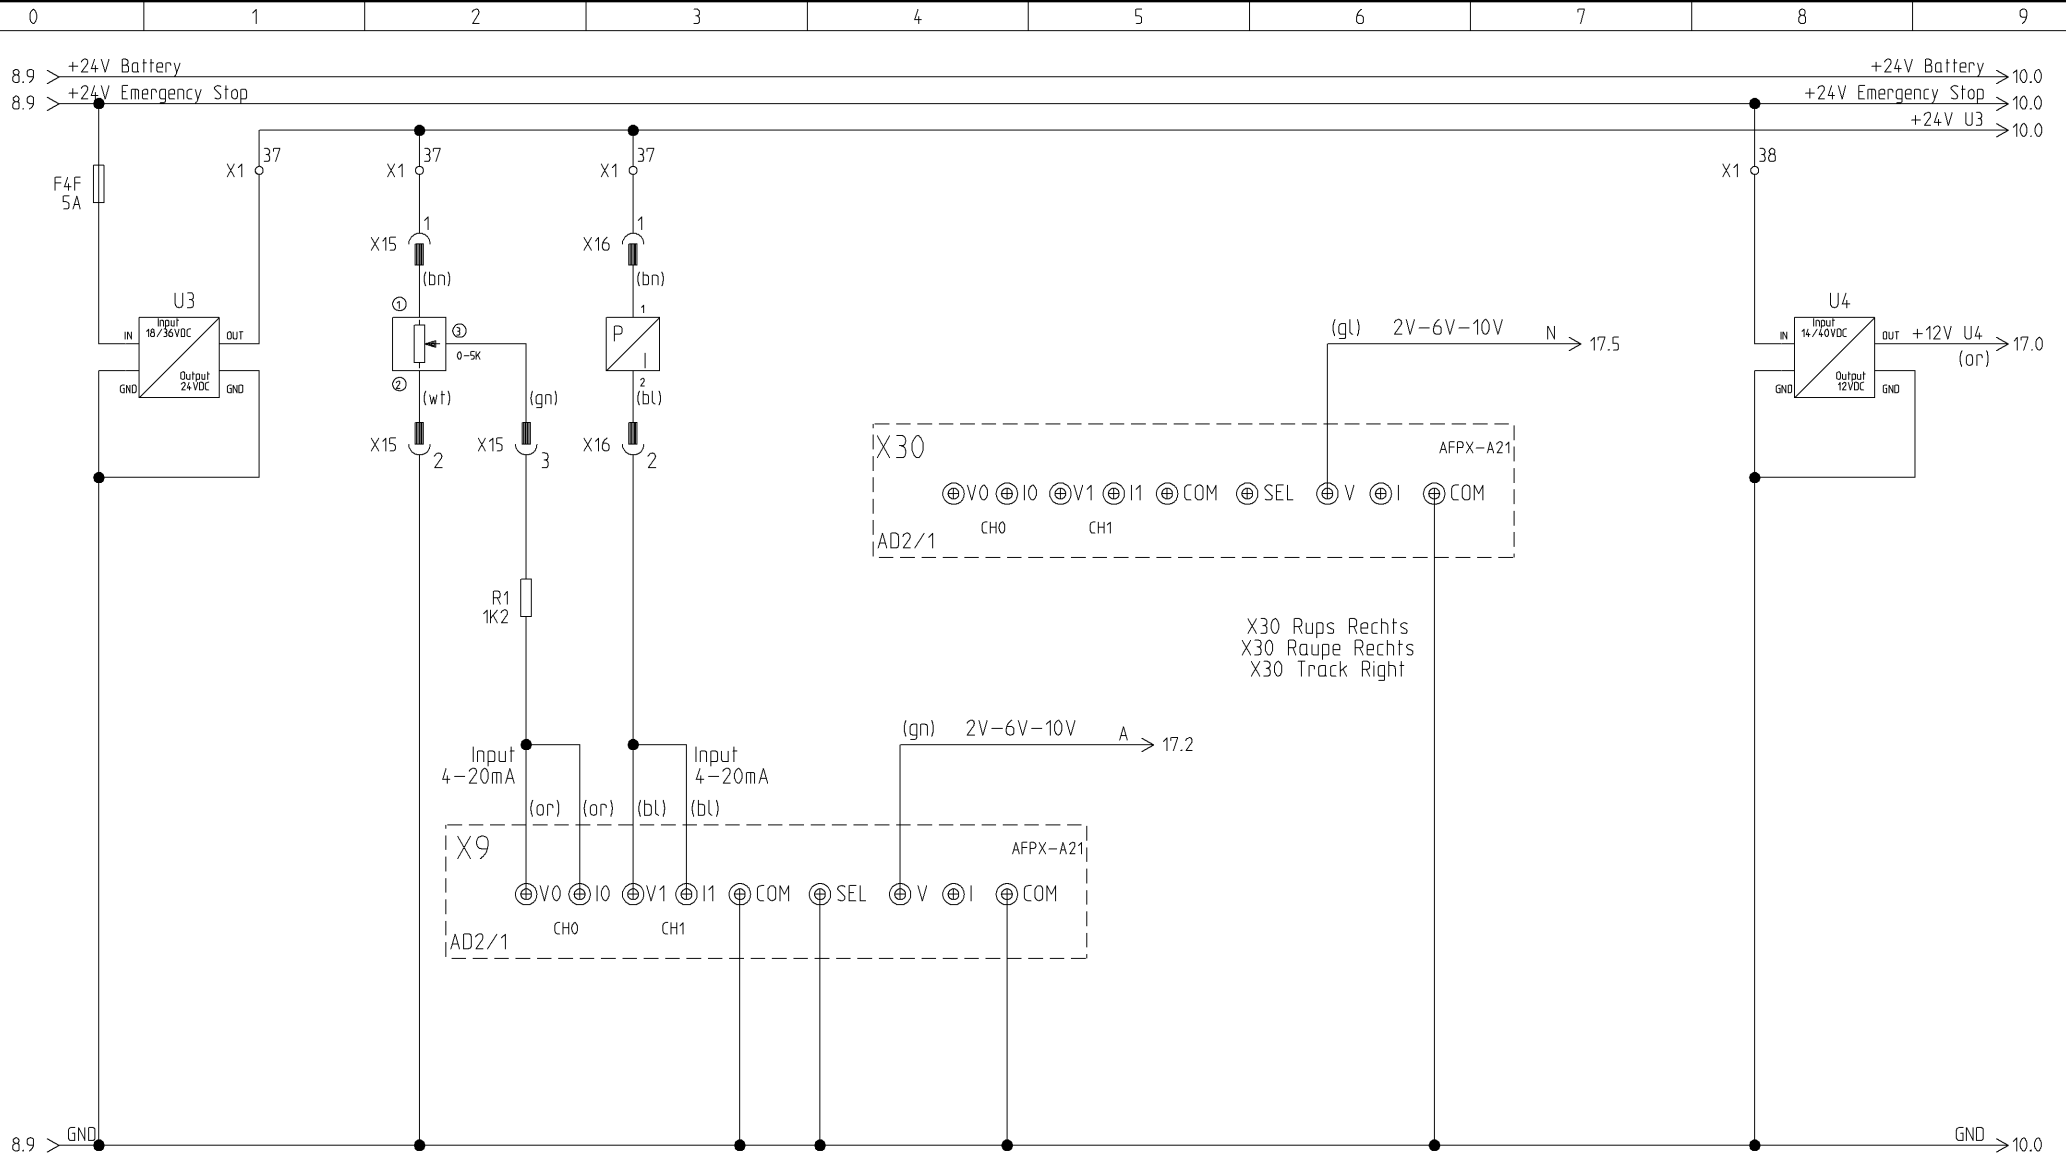 0 1 2 3 4 5 6 7 8 9
+24V Battery +24V Battery
8.9 10.0
+24V Emergency Stop +24V Emergency Stop
8.9 10.0
+24V U3
10.0
37 37 37 38
X1 X1 X1 X1
F4F
5A
1 1
X15 X16
(bn) (bn)
U3 1 1 U4
Input Input
18/36VDC 14/40VDC
IN OUT 3 P (gl) 2V-6V-10V N 17.5 IN OUT +12V U4 17.0
0-5K I (or)
Output Output
24VDC 12VDC
GND GND 2 2 GND GND
(wt) (gn) (bl)
X15 X15 X16 X30 AFPX-A21
2 3 2
V0 I0 V1 I1 COM SEL V I COM
CH0 CH1
AD2/1
R1
1K2
X30 Rups Rechts
X30 Raupe Rechts
X30 Track Right
(gn) 2V-6V-10V A 17.2
Input Input
4-20mA 4-20mA
(or) (or) (bl) (bl)
X9 AFPX-A21
V0 I0 V1 I1 COM SEL V I COM
CH0 CH1
AD2/1
GND GND
8.9 10.0